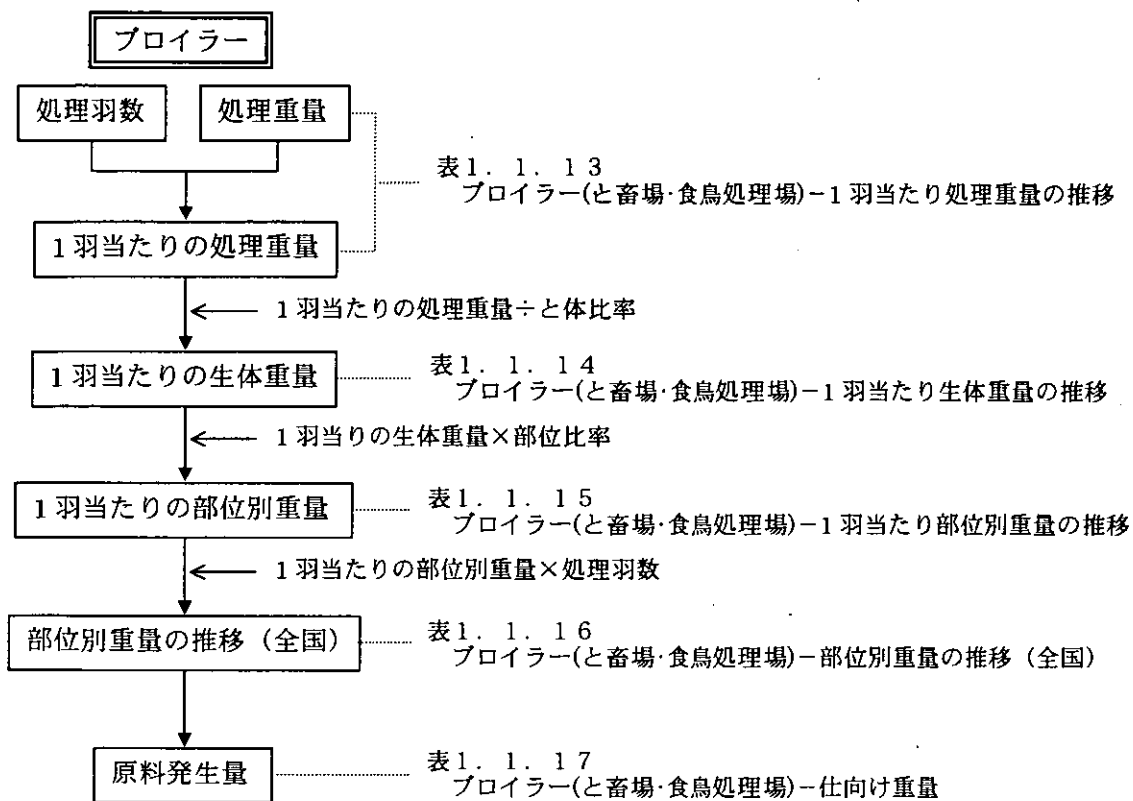 ブロイラー
処理羽数
処理重量
表1．1．13
ブロイラー(と畜場･食鳥処理場)－1羽当たり処理重量の推移
1羽当たりの処理重量
1羽当たりの処理重量÷と体比率
1羽当たりの生体重量
表1．1．14
ブロイラー(と畜場･食鳥処理場)－1羽当たり生体重量の推移
1羽当りの生体重量×部位比率
1羽当たりの部位別重量
表1．1．15
ブロイラー(と畜場･食鳥処理場)－1羽当たり部位別重量の推移
1羽当たりの部位別重量×処理羽数
部位別重量の推移（全国）
表1．1．16
ブロイラー(と畜場･食鳥処理場)－部位別重量の推移（全国）
原料発生量
表1．1．17
ブロイラー(と畜場･食鳥処理場)－仕向け重量